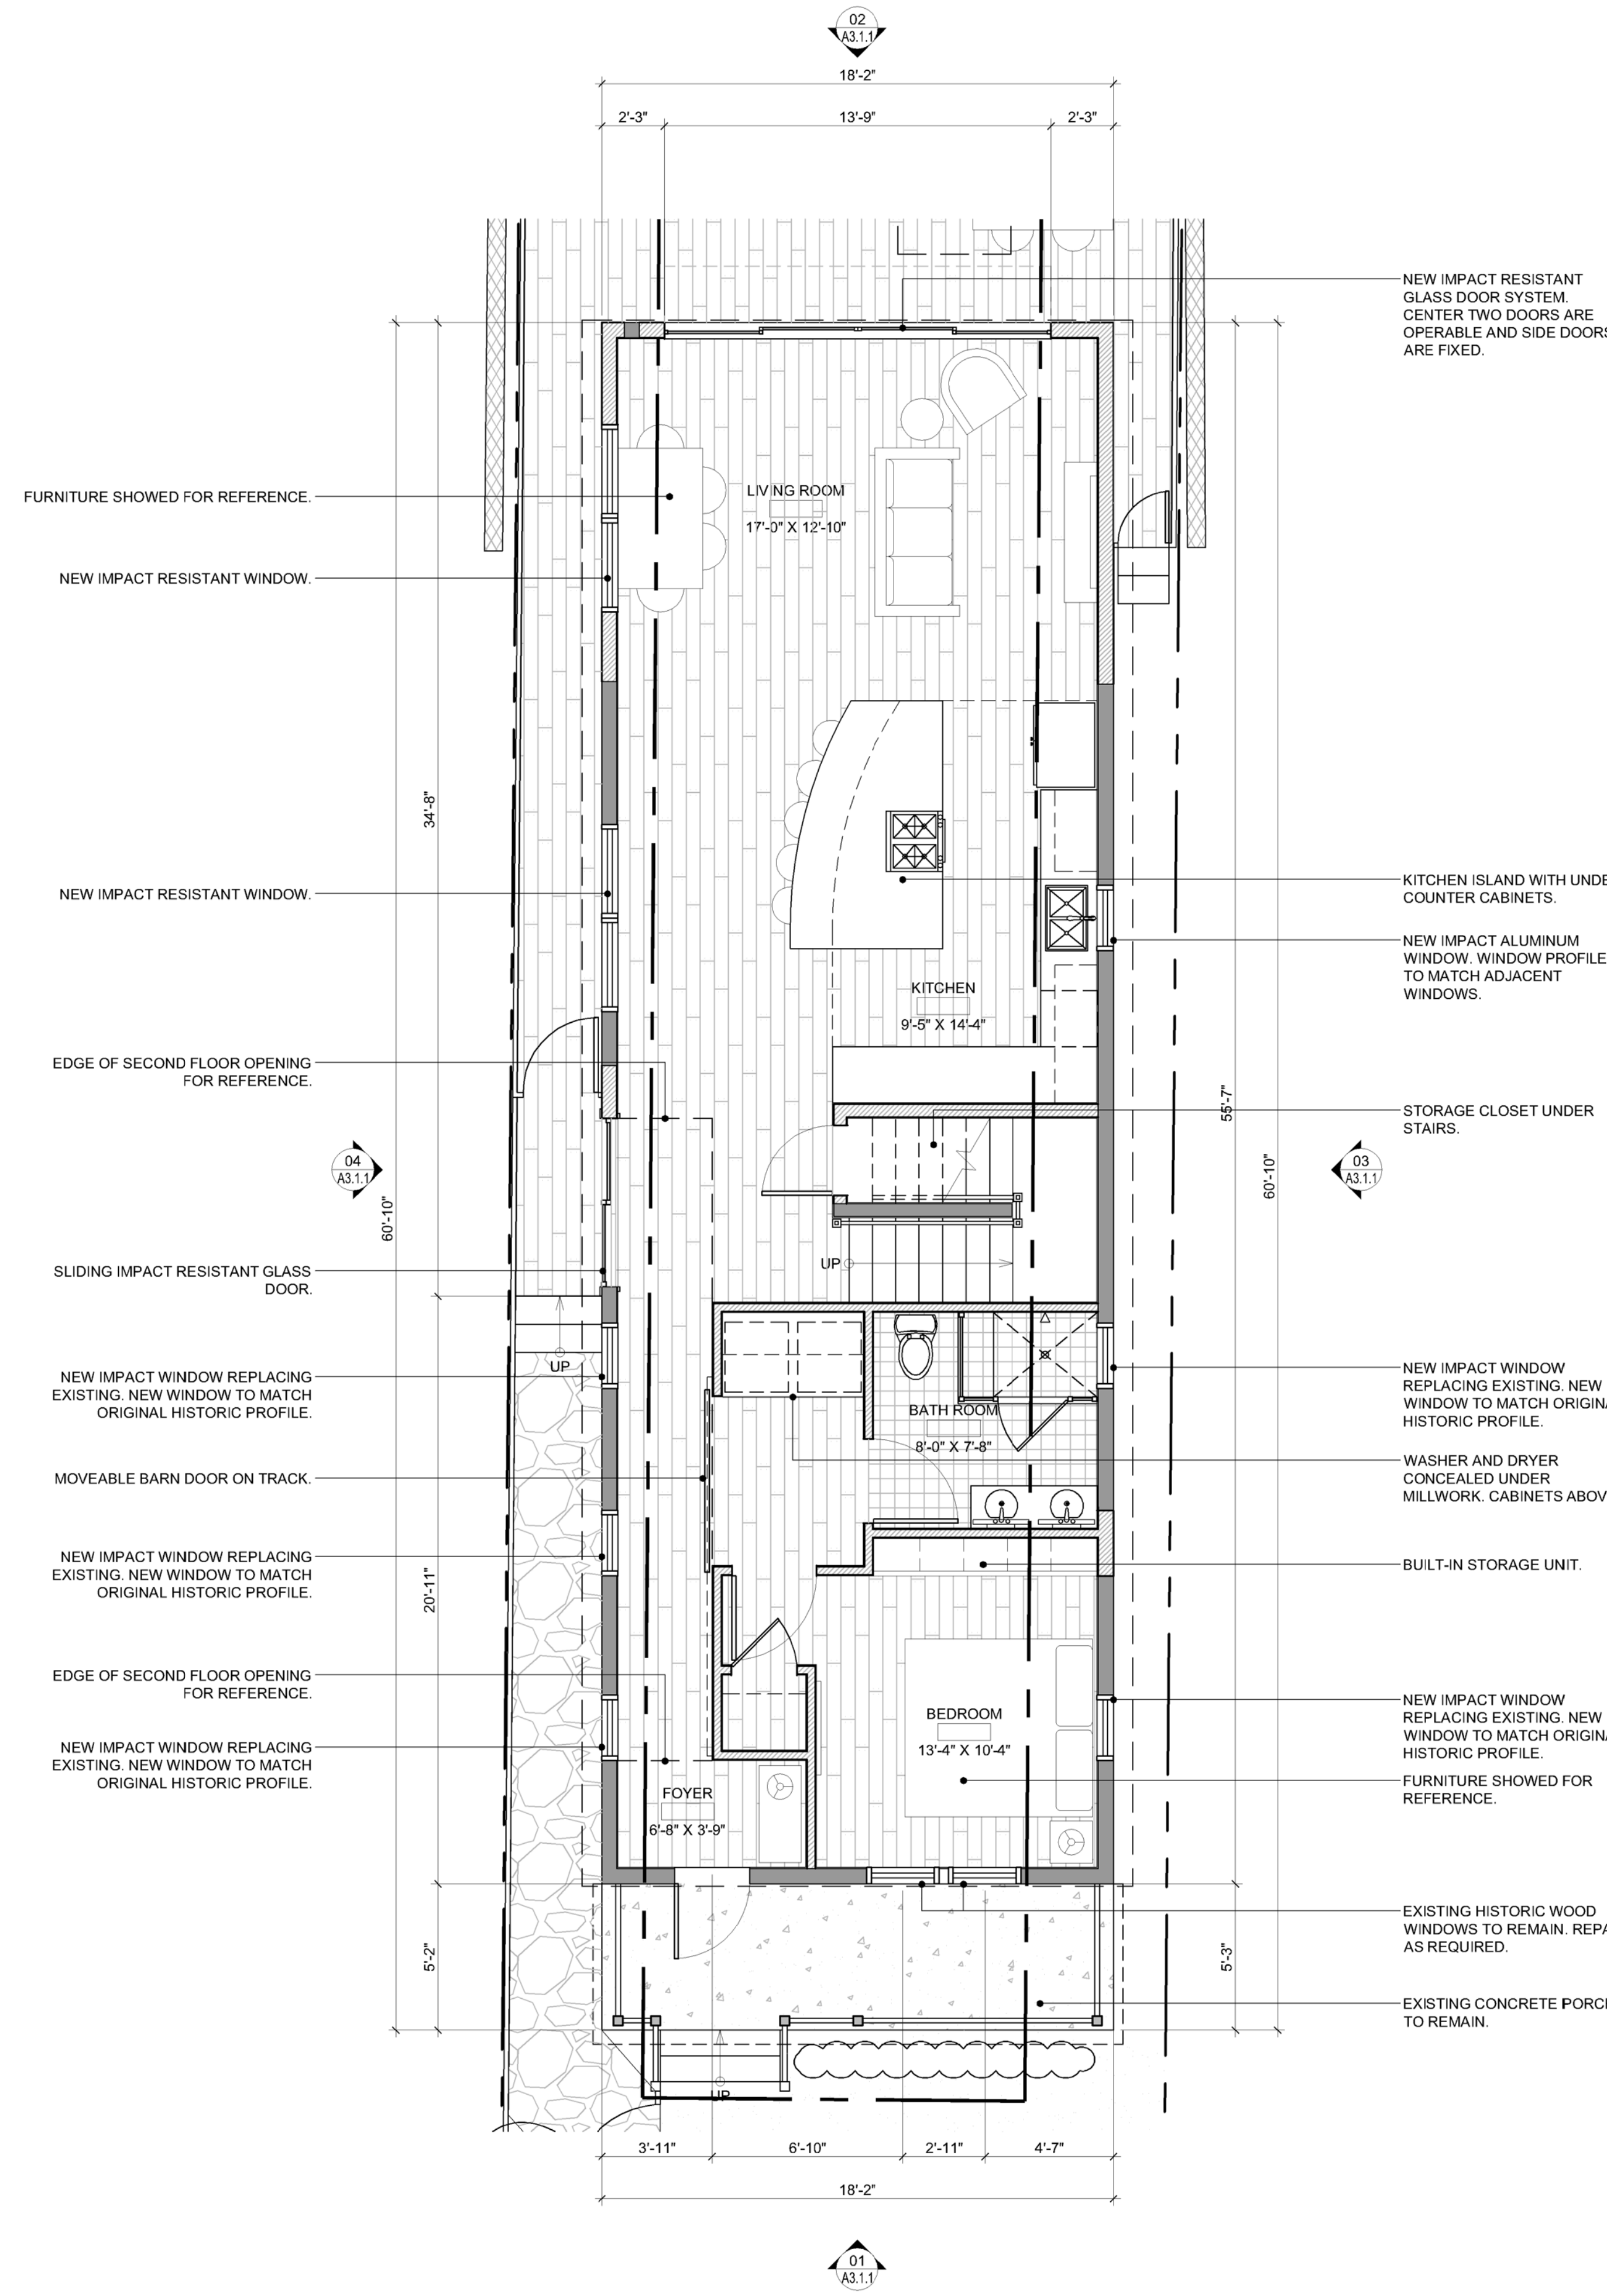 02
A3.1.1
18'-2"
2'-3"
13'-9"
2'-3"
NEW IMPACT RESISTANT
GLASS DOOR SYSTEM.
CENTER TWO DOORS ARE
OPERABLE AND SIDE DOORS
ARE FIXED.
FURNITURE SHOWED FOR REFERENCE.
LIVING ROOM
17'-0" X 12'-10"
NEW IMPACT RESISTANT WINDOW.
34'-8"
NEW IMPACT RESISTANT WINDOW.
KITCHEN ISLAND WITH UNDE
COUNTER CABINETS.
NEW IMPACT ALUMINUM
WINDOW. WINDOW PROFILE
TO MATCH ADJACENT
WINDOWS.
KITCHEN
9'-5" X 14'-4"
EDGE OF SECOND FLOOR OPENING
FOR REFERENCE.
55'-7"
STORAGE CLOSET UNDER
STAIRS.
04
A3.1.1
60'-10"
60'-10"
03
A3.1.1
UP
SLIDING IMPACT RESISTANT GLASS
DOOR.
UP
NEW IMPACT WINDOW REPLACING
EXISTING. NEW WINDOW TO MATCH
ORIGINAL HISTORIC PROFILE.
NEW IMPACT WINDOW
REPLACING EXISTING. NEW
WINDOW TO MATCH ORIGINA
HISTORIC PROFILE.
BATH ROOM
8'-0" X 7'-8"
WASHER AND DRYER
CONCEALED UNDER
MILLWORK. CABINETS ABOV
MOVEABLE BARN DOOR ON TRACK.
NEW IMPACT WINDOW REPLACING
EXISTING. NEW WINDOW TO MATCH
ORIGINAL HISTORIC PROFILE.
20'-11"
BUILT-IN STORAGE UNIT.
EDGE OF SECOND FLOOR OPENING
FOR REFERENCE.
NEW IMPACT WINDOW REPLACING
EXISTING. NEW WINDOW TO MATCH
ORIGINAL HISTORIC PROFILE.
BEDROOM
13'-4" X 10'-4"
NEW IMPACT WINDOW
REPLACING EXISTING. NEW
WINDOW TO MATCH ORIGINA
HISTORIC PROFILE.
FURNITURE SHOWED FOR
REFERENCE.
FOYER
6'-8" X 3'-9"
EXISTING HISTORIC WOOD
WINDOWS TO REMAIN. REPA
AS REQUIRED.
5'-2"
5'-3"
EXISTING CONCRETE PORC
TO REMAIN.
UP
3'-11"
6'-10"
2'-11"
4'-7"
18'-2"
01
A3.1.1